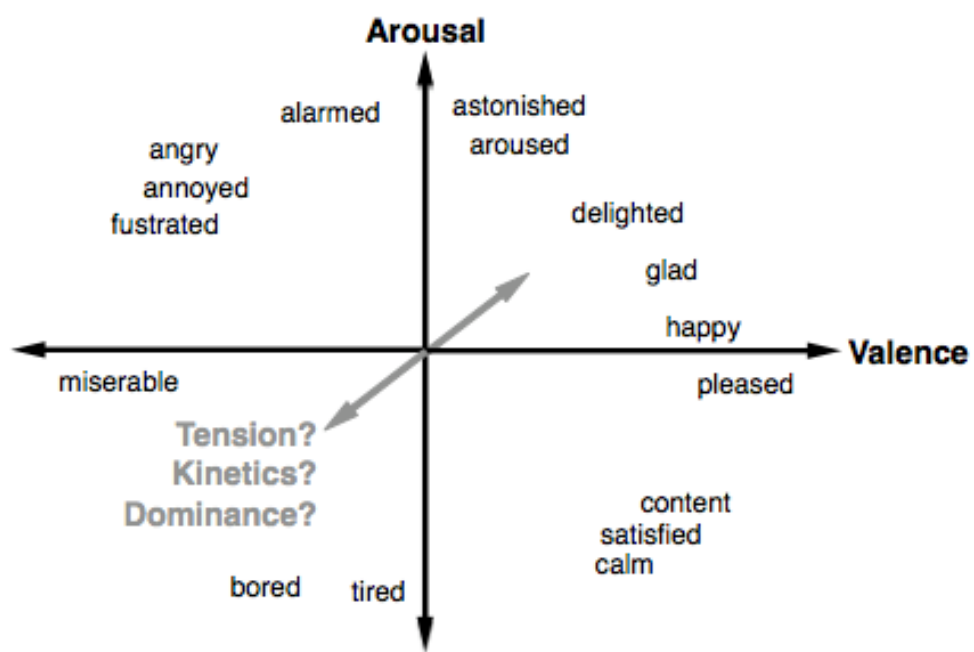 Arousal
alarmed
astonished
aroused
angry
annoyed
fustrated
delighted
glad
happy
Valence
miserable
pleased
Tension?
Kinetics?
Dominance?
content
satisfied
calm
bored
tired